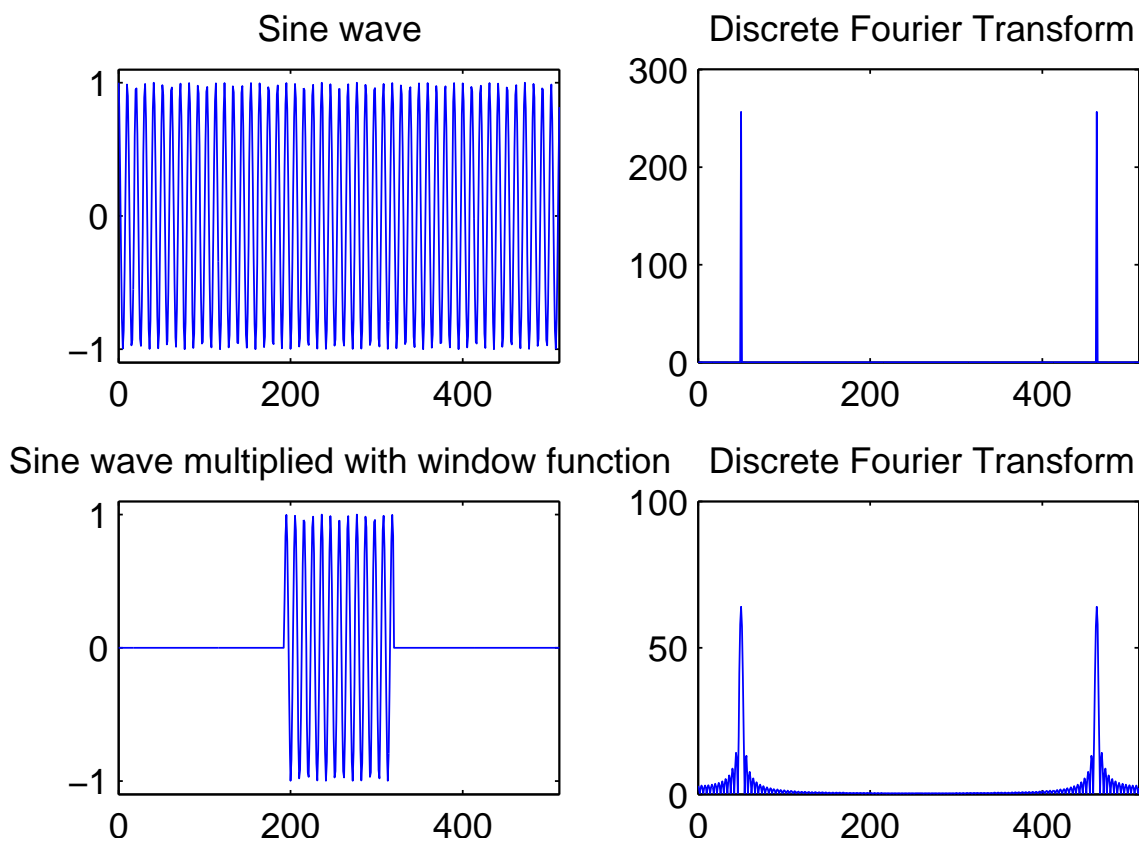 Sine wave
1
0
−1
0 200 400
Discrete Fourier Transform
300
200
100
0
0 200 400
Sine wave multiplied with window function
1
0
−1
0 200 400
Discrete Fourier Transform
100
50
0
0 200 400